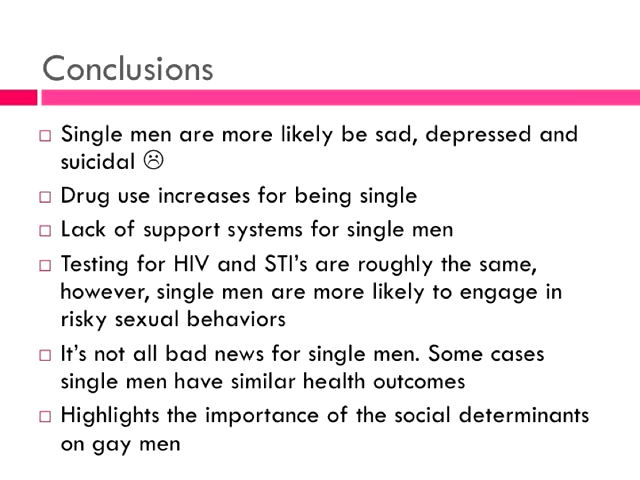 Conclusions
Single men are more likely be sad, depressed and
suicidal ☹
Drug use increases for being single
Lack of support systems for single men
Testing for HIV and STI’s are roughly the same,
however, single men are more likely to engage in
risky sexual behaviors
It’s not all bad news for single men. Some cases
single men have similar health outcomes
Highlights the importance of the social determinants
on gay men